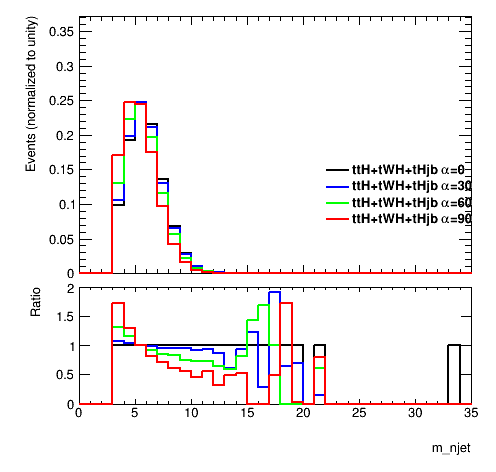 Events (normalized to unity)
0.35
0.3
0.25
0.2
0.15
0.1
0.05
0
ttH+tWH+tHjb α=0
ttH+tWH+tHjb α=30
ttH+tWH+tHjb α=60
ttH+tWH+tHjb α=90
Ratio
2
1.5
1
0.5
0
0 5 10 15 20 25 30 35
m_njet